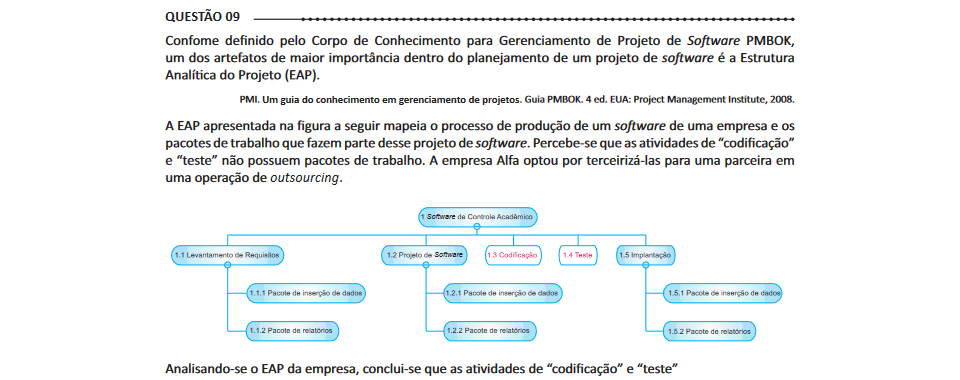 QUESTÃO 09
Confome definido pelo Corpo de Conhecimento para Gerenciamento de Projeto de Software PMBOK,
um dos artefatos de maior importância dentro do planejamento de um projeto de software é a Estrutura
Analítica do Projeto (EAP).
PMI. Um guia do conhecimento em gerenciamento de projetos. Guia PMBOK. 4 ed. EUA: Project Management Institute, 2008.
A EAP apresentada na figura a seguir mapeia o processo de produção de um software de uma empresa e os
pacotes de trabalho que fazem parte desse projeto de software. Percebe-se que as atividades de “codificação”
e “teste” não possuem pacotes de trabalho. A empresa Alfa optou por terceirizá-las para uma parceira em
uma operação de outsourcing.
1 Software de Controle Acadêmico
1.1 Levantamento de Requisitos
1.2 Projeto de Software
1.3 Codificação
1.4 Teste
1.5 Implantação
1.1.1 Pacote de inserção de dados
1.2.1 Pacote de inserção de dados
1.5.1 Pacote de inserção de dados
1.1.2 Pacote de relatórios
1.2.2 Pacote de relatórios
1.5.2 Pacote de relatórios
Analisando-se o EAP da empresa, conclui-se que as atividades de “codificação” e “teste”